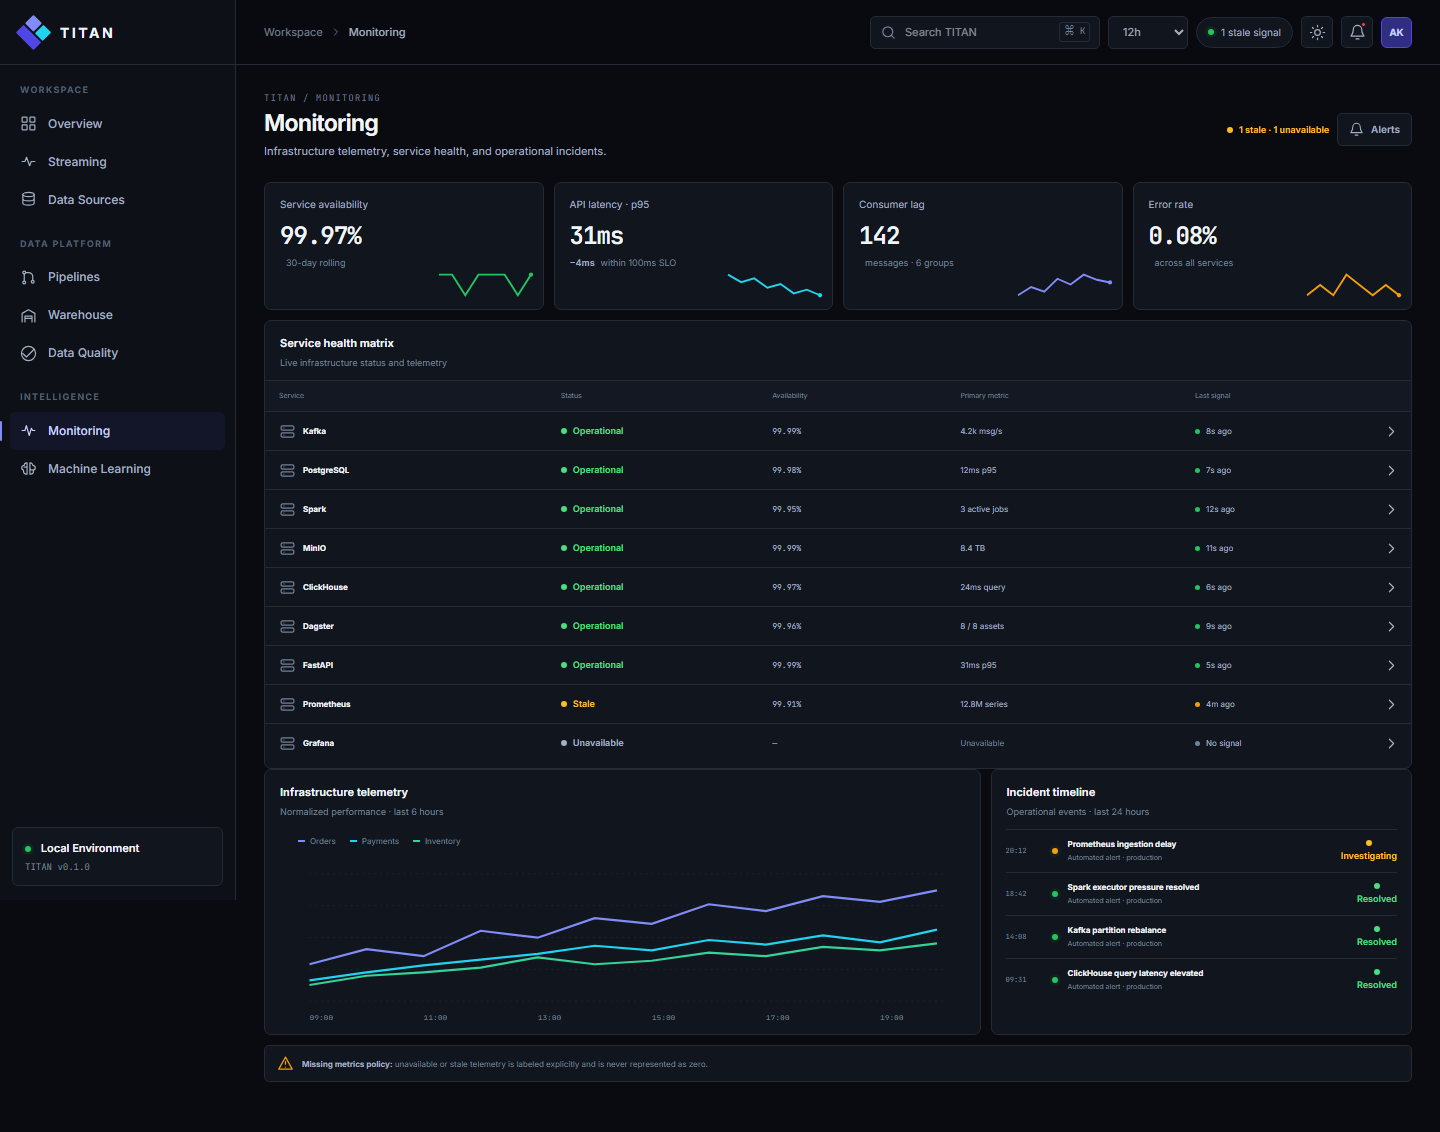 TITAN
WORKSPACE
Overview
Streaming
Data Sources
DATA PLATFORM
Pipelines
Warehouse
Data Quality
INTELLIGENCE
Monitoring
Machine Learning
Local Environment
TITAN v0.1.0
Workspace > Monitoring
Search TITAN ⌘ K
12h
1 stale signal
AK
TITAN / MONITORING
Monitoring
Infrastructure telemetry, service health, and operational incidents.
1 stale · 1 unavailable
Alerts
Service availability
99.97%
30-day rolling
API latency · p95
31ms
−4ms within 100ms SLO
Consumer lag
142
messages · 6 groups
Error rate
0.08%
across all services
Service health matrix
Live infrastructure status and telemetry
Service Status Availability Primary metric Last signal
Kafka Operational 99.99% 4.2k msg/s 8s ago
PostgreSQL Operational 99.98% 12ms p95 7s ago
Spark Operational 99.95% 3 active jobs 12s ago
MinIO Operational 99.99% 8.4 TB 11s ago
ClickHouse Operational 99.97% 24ms query 6s ago
Dagster Operational 99.96% 8 / 8 assets 9s ago
FastAPI Operational 99.99% 31ms p95 5s ago
Prometheus Stale 99.91% 12.8M series 4m ago
Grafana Unavailable — Unavailable No signal
Infrastructure telemetry
Normalized performance · last 6 hours
Orders Payments Inventory
09:00 11:00 13:00 15:00 17:00 19:00
Incident timeline
Operational events · last 24 hours
20:12 Prometheus ingestion delay
Automated alert · production
Investigating
18:42 Spark executor pressure resolved
Automated alert · production
Resolved
14:08 Kafka partition rebalance
Automated alert · production
Resolved
09:31 ClickHouse query latency elevated
Automated alert · production
Resolved
Missing metrics policy: unavailable or stale telemetry is labeled explicitly and is never represented as zero.